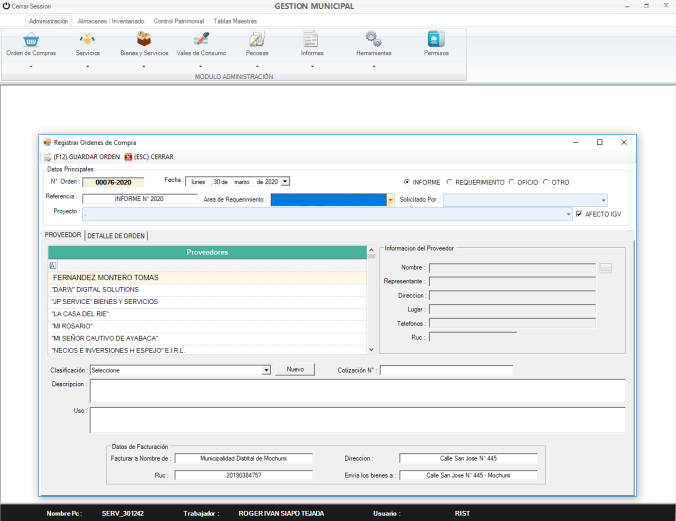 Cerrar Session
GESTION MUNICIPAL
Administración Almacenes / Inventariado Control Patrimonial Tablas Maestras
Orden de Compras Servicios Bienes y Servicios Vales de Consumo Pecosas Informes Herramientas Permisos
MODULO ADMINISTRACIÓN
Registrar Ordenes de Compra
(F12) GUARDAR ORDEN (ESC) CERRAR
Datos Principales
N° Orden : 00076-2020 Fecha : lunes , 30 de marzo de 2020 INFORME REQUERIMIENTO OFICIO OTRO
Referencia : INFORME N° 2020 Area de Requerimiento : Solicitado Por :
Proyecto : . AFECTO IGV
PROVEEDOR DETALLE DE ORDEN
Proveedores
FERNANDEZ MONTERO TOMAS
"DARW" DIGITAL SOLUTIONS
"JP SERVICE" BIENES Y SERVICIOS
"LA CASA DEL RIE"
"MI ROSARIO"
"MI SEÑOR CAUTIVO DE AYABACA"
"NECIOS E INVERSIONES H ESPEJO" E.I.R.L.
Informacion del Proveedor
Nombre :
Representante :
Direccion :
Lugar :
Telefonos :
Ruc :
Clasificación : Seleccione Nuevo Cotización N° :
Descripcion :
Uso :
Datos de Facturación
Facturar a Nombre de : Municipalidad Distrital de Mochumi Direccion : Calle San Jose N° 445
Ruc : 20190384757 Envia los bienes a : Calle San Jose N° 445 - Mochumi
Nombre Pc : SERV_301242 Trabajador : ROGER IVAN SIAPO TEJADA Usuario : RIST